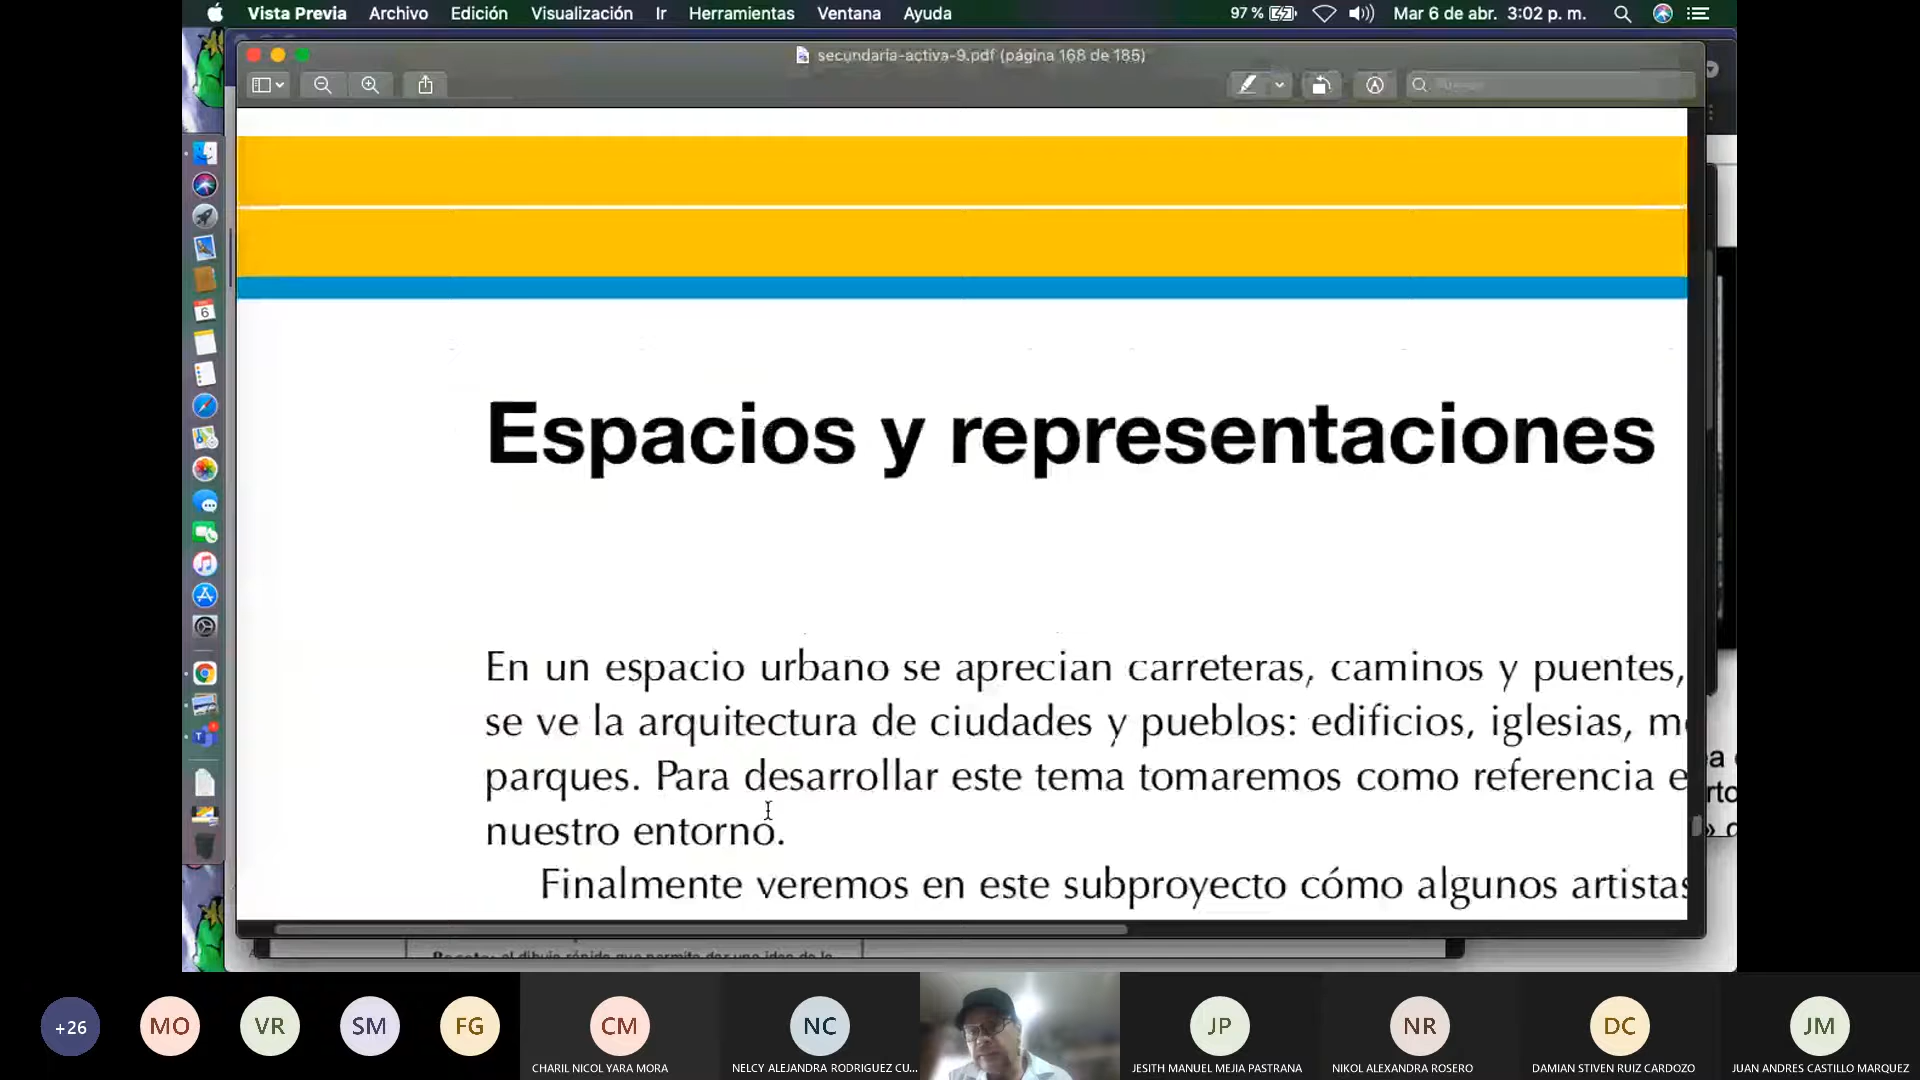 Vista Previa Archivo Edición Visualización Ir Herramientas Ventana Ayuda 97 % Mar 6 de abr. 3:02 p. m.
secundaria-activa-9.pdf (página 168 de 185)
6
Espacios y representaciones
En un espacio urbano se aprecian carreteras, caminos y puentes,
se ve la arquitectura de ciudades y pueblos: edificios, iglesias,
parques. Para desarrollar este tema tomaremos como referencia
nuestro entorno.
Finalmente veremos en este subproyecto cómo algunos artistas
+26 MO VR SM FG CM NC JP NR DC JM
CHARIL NICOL YARA MORA NELCY ALEJANDRA RODRIGUEZ CU... JESITH MANUEL MEJIA PASTRANA NIKOL ALEXANDRA ROSERO DAMIAN STIVEN RUIZ CARDOZO JUAN ANDRES CASTILLO MARQUEZ